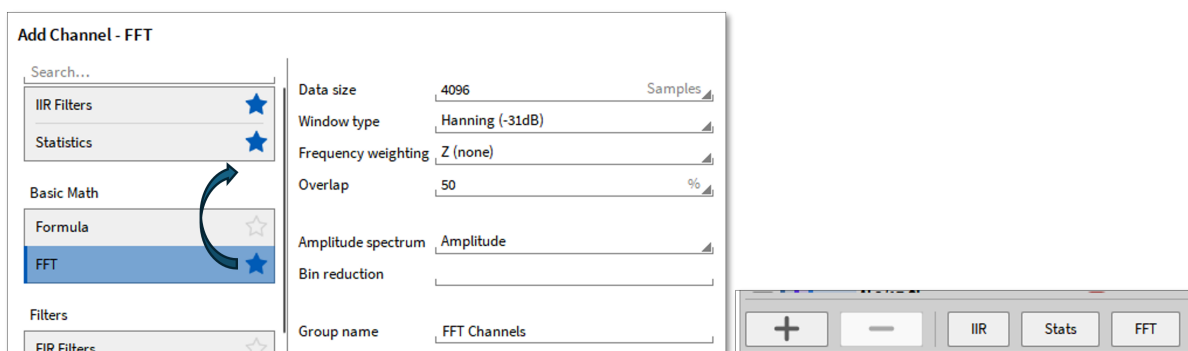 Add Channel - FFT
Search...
IIR Filters
Statistics
Basic Math
Formula
FFT
Filters
FIR Filters
Data size 4096 Samples
Window type Hanning (-31dB)
Frequency weighting Z (none)
Overlap 50 %
Amplitude spectrum Amplitude
Bin reduction
Group name FFT Channels
+ − IIR Stats FFT